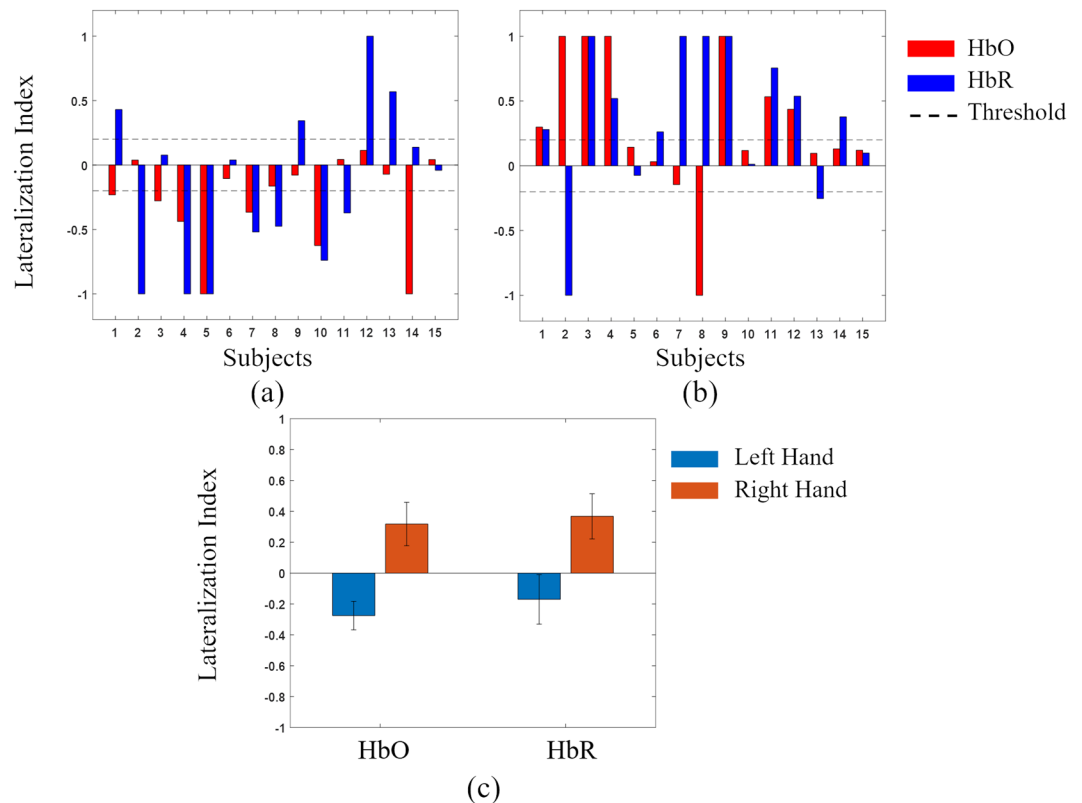 Lateralization Index
1
0.5
0
-0.5
-1
1 2 3 4 5 6 7 8 9 10 11 12 13 14 15
Subjects
(a)
1
0.5
0
-0.5
-1
1 2 3 4 5 6 7 8 9 10 11 12 13 14 15
Subjects
(b)
HbO
HbR
Threshold
Lateralization Index
1
0.8
0.6
0.4
0.2
0
-0.2
-0.4
-0.6
-0.8
-1
HbO HbR
(c)
Left Hand
Right Hand